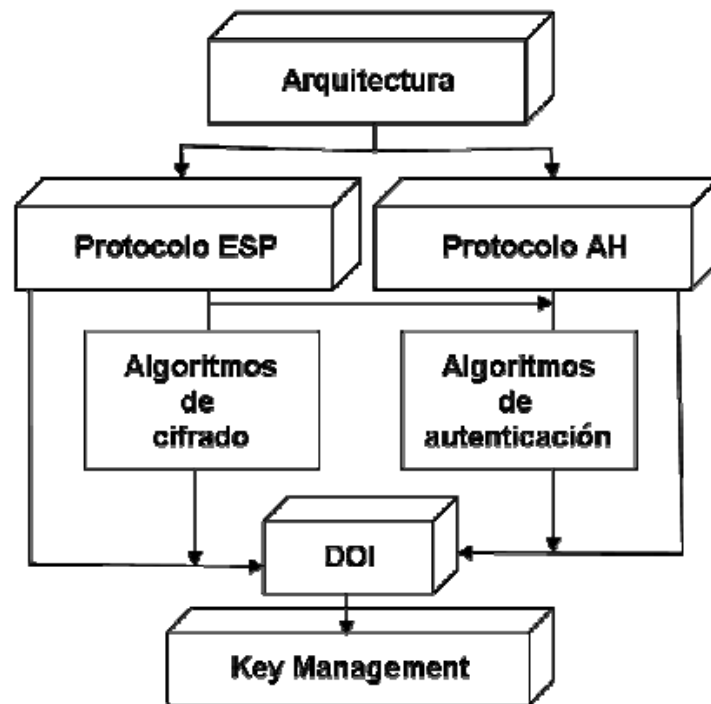 Arquitectura
Protocolo ESP
Protocolo AH
Algoritmos
de
cifrado
Algoritmos
de
autenticación
DOI
Key Management